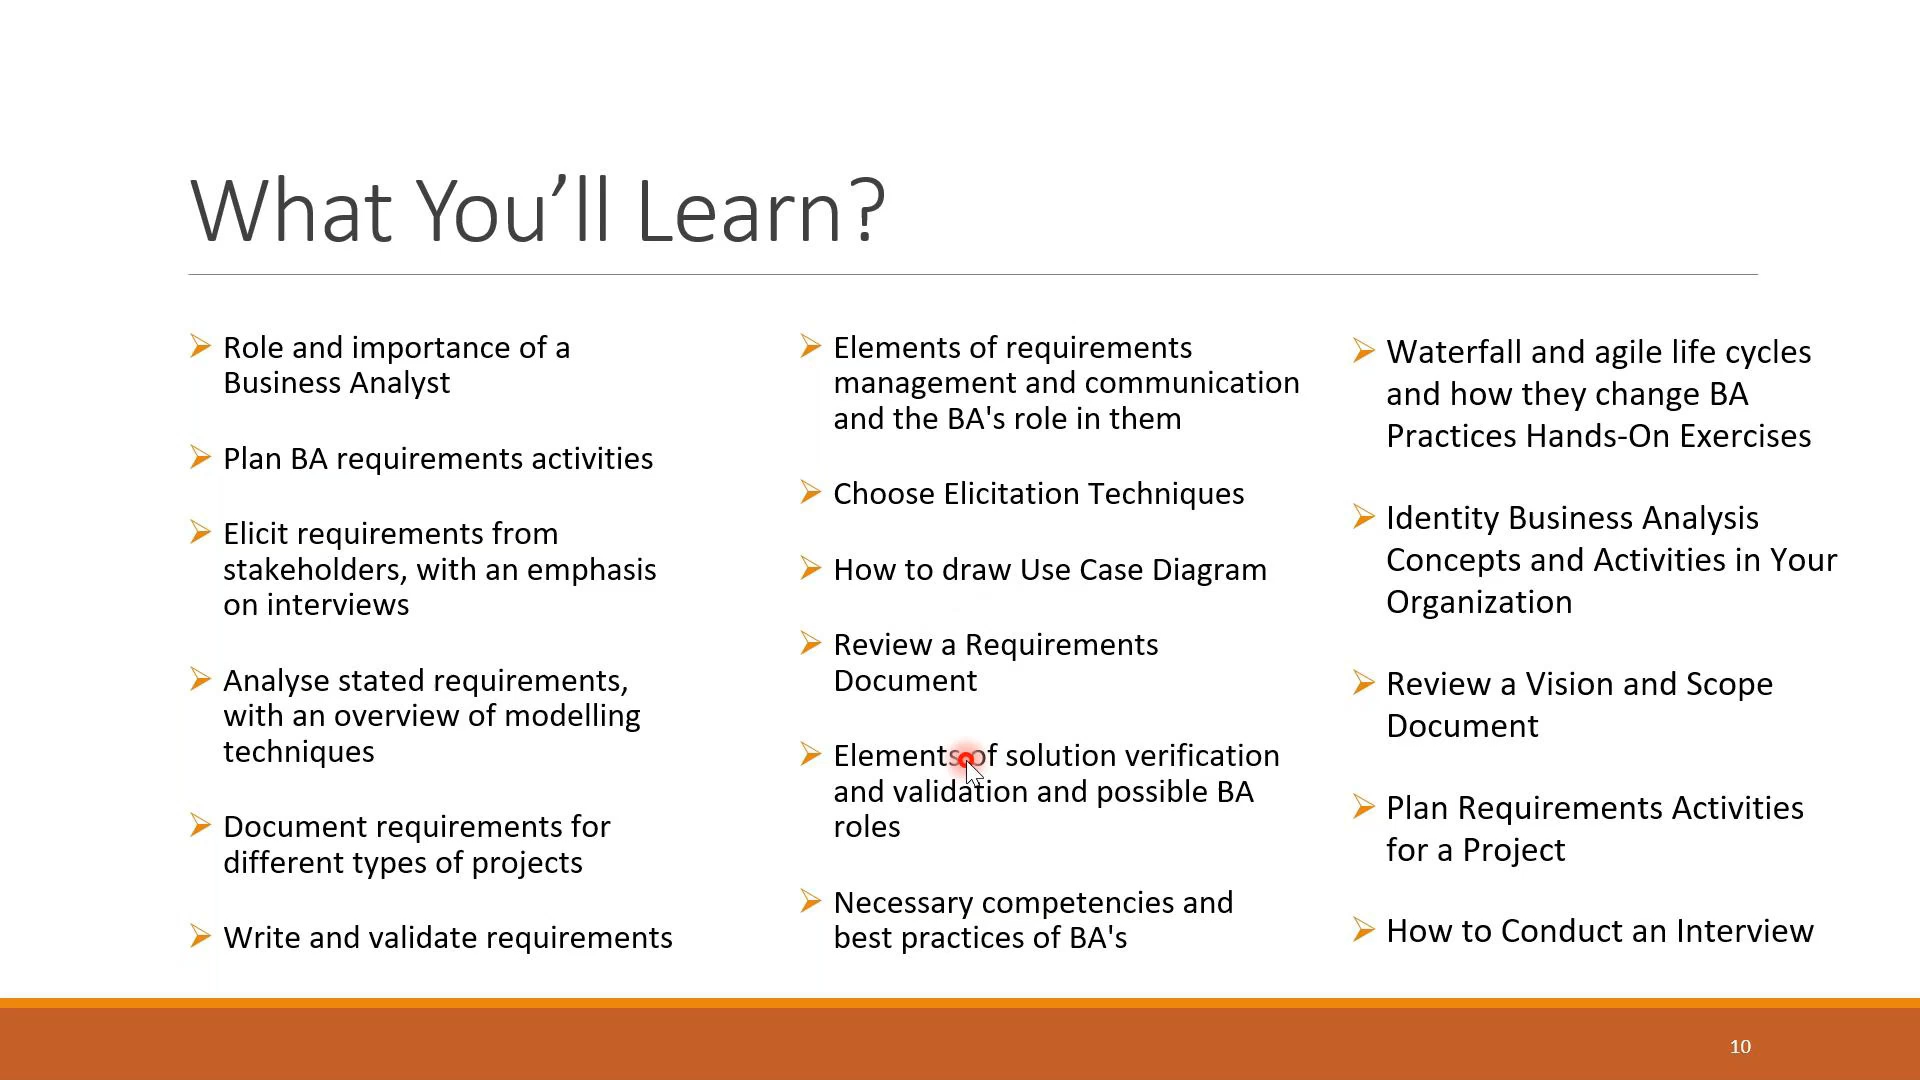 What You’ll Learn?
Role and importance of a
Business Analyst
Plan BA requirements activities
Elicit requirements from
stakeholders, with an emphasis
on interviews
Analyse stated requirements,
with an overview of modelling
techniques
Document requirements for
different types of projects
Write and validate requirements
Elements of requirements
management and communication
and the BA's role in them
Choose Elicitation Techniques
How to draw Use Case Diagram
Review a Requirements
Document
Elements of solution verification
and validation and possible BA
roles
Necessary competencies and
best practices of BA's
Waterfall and agile life cycles
and how they change BA
Practices Hands-On Exercises
Identity Business Analysis
Concepts and Activities in Your
Organization
Review a Vision and Scope
Document
Plan Requirements Activities
for a Project
How to Conduct an Interview
10